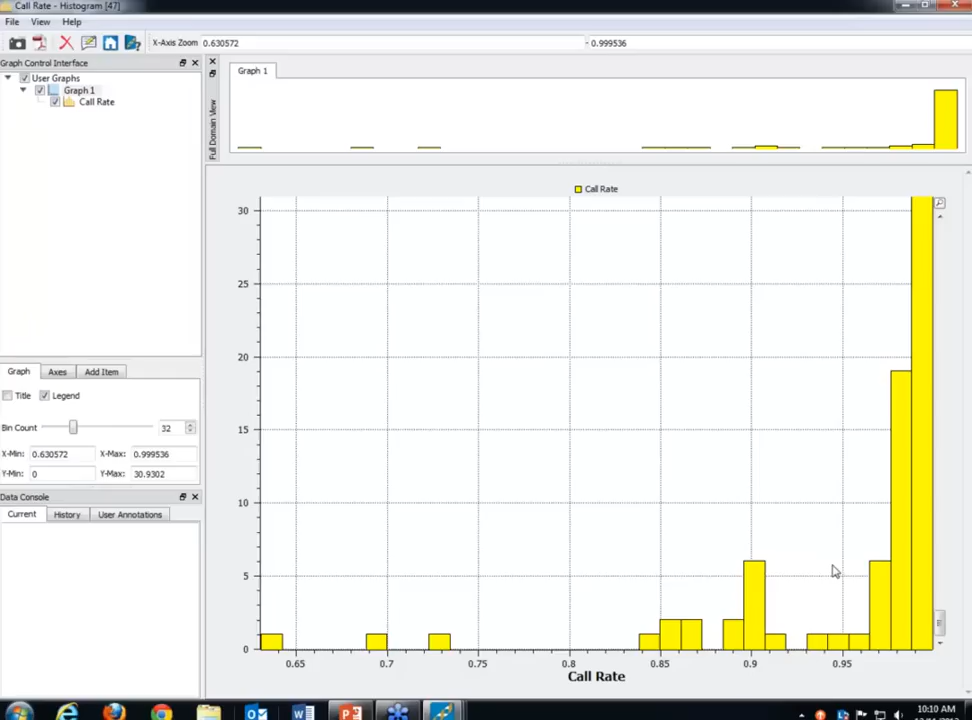 Call Rate - Histogram [47]
File View Help
X-Axis Zoom 0.630572 - 0.999536
Graph Control Interface
User Graphs
Graph 1
Call Rate
Full Domain View
Graph 1
Call Rate
30
25
20
15
10
5
0
0.65 0.7 0.75 0.8 0.85 0.9 0.95
Call Rate
Graph Axes Add Item
Title Legend
Bin Count 32
X-Min: 0.630572 X-Max: 0.999536
Y-Min: 0 Y-Max: 30.9302
Data Console
Current History User Annotations
10:10 AM